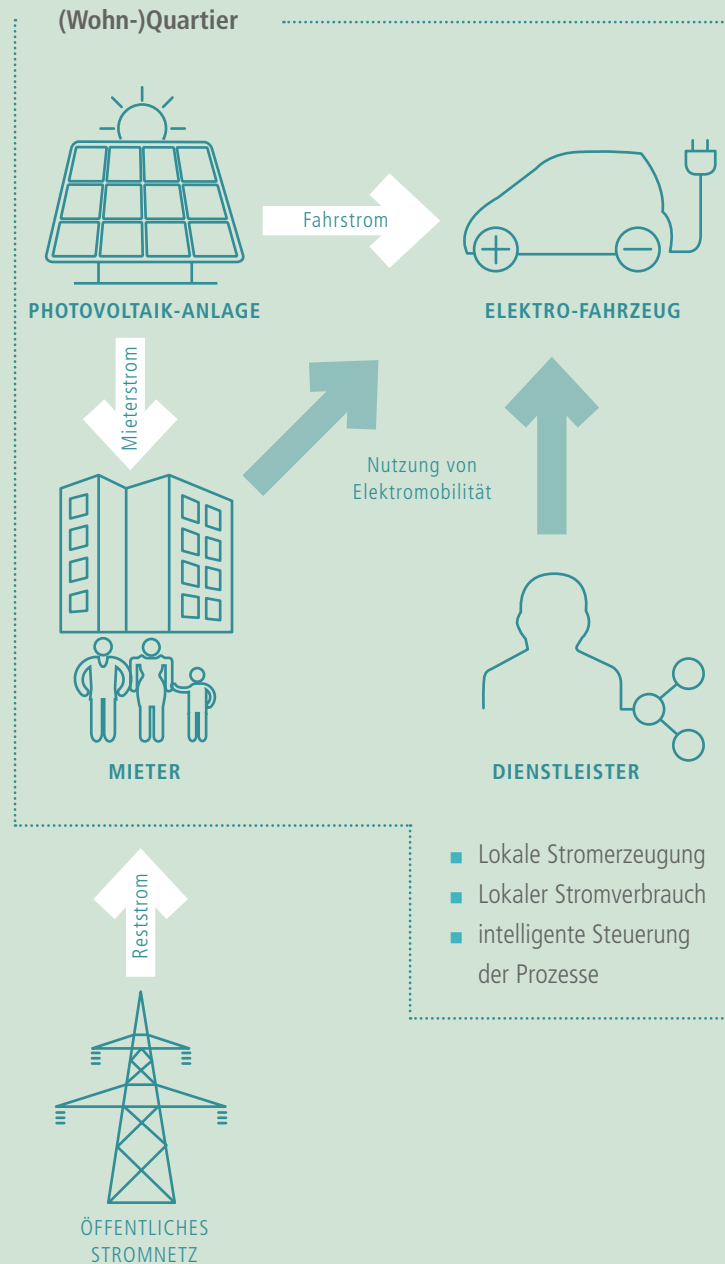 (Wohn-)Quartier
Fahrstrom
PHOTOVOLTAIK-ANLAGE
ELEKTRO-FAHRZEUG
Mieterstrom
Nutzung von
Elektromobilität
MIETER
DIENSTLEISTER
Reststrom
Lokale Stromerzeugung
Lokaler Stromverbrauch
intelligente Steuerung
der Prozesse
ÖFFENTLICHES
STROMNETZ